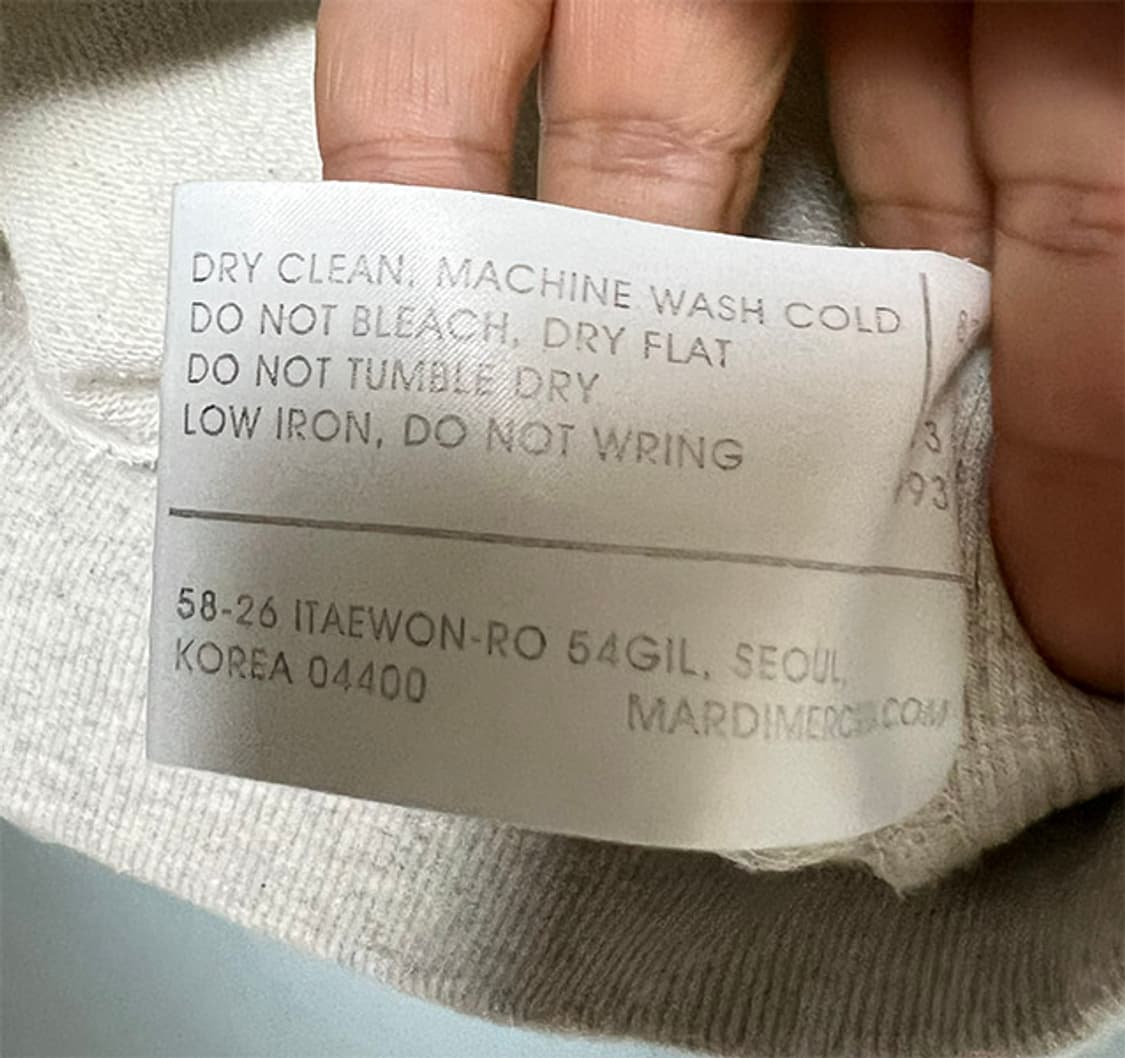 DRY CLEAN, MACHINE WASH COLD
DO NOT BLEACH, DRY FLAT
DO NOT TUMBLE DRY
LOW IRON, DO NOT WRING
93
58-26 ITAEWON-RO 54GIL, SEOUL,
KOREA 04400